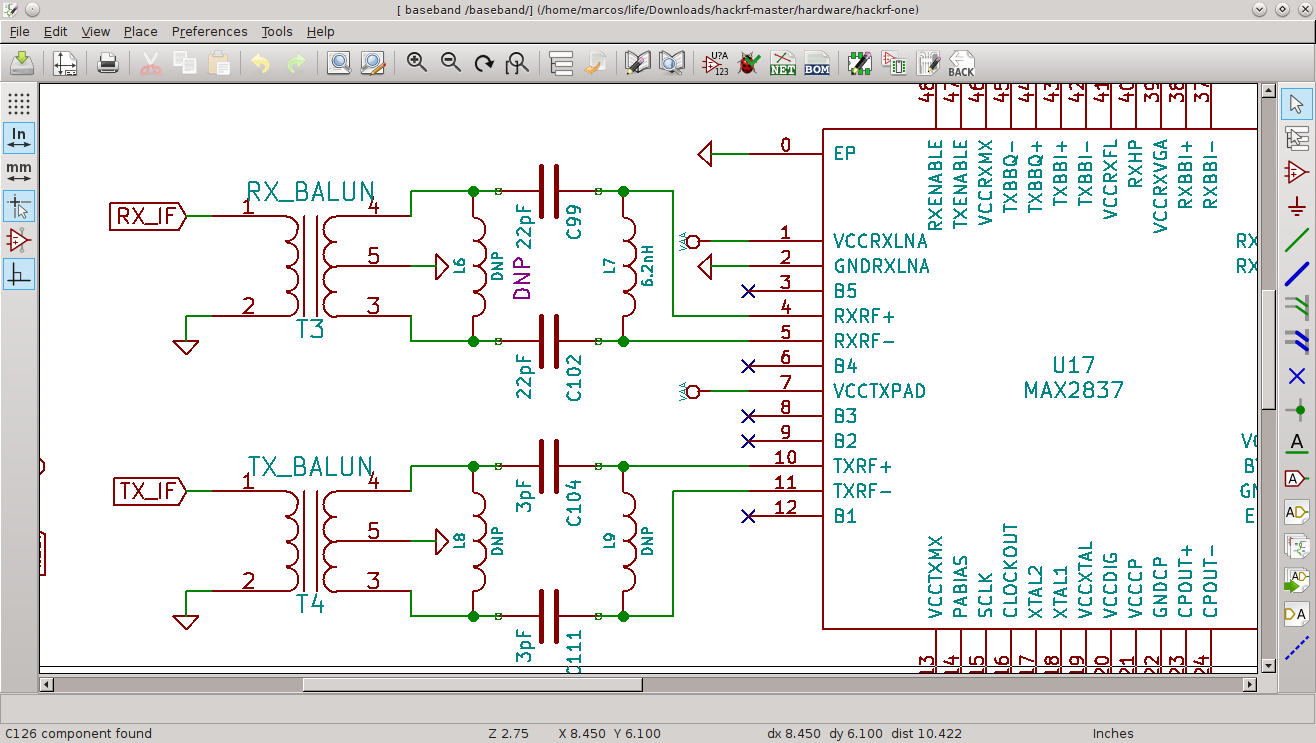 [ baseband /baseband/] (/home/marcos/life/Downloads/hackrf-master/hardware/hackrf-one)
File Edit View Place Preferences Tools Help
U?A
123
NET
BOM
BACK
In
mm
RX_BALUN
RX_IF
1
2
4
5
3
T3
22pF
C99
L6
DNP
DNP
L7
6.2nH
22pF
C102
TX_BALUN
TX_IF
1
2
4
5
3
T4
3pF
C104
L8
DNP
L9
DNP
3pF
C111
VAA
VAA
0 EP
1 VCCRXLNA
2 GNDRXLNA
3 B5
4 RXRF+
5 RXRF-
6 B4
7 VCCTXPAD
8 B3
9 B2
10 TXRF+
11 TXRF-
12 B1
48 47 46 45 44 43 42 41 40 39 38 37
RXENABLE
TXENABLE
VCCRXMX
TXBBQ-
TXBBQ+
TXBBI+
TXBBI-
VCCRXFL
RXHP
VCCRXVGA
RXBBI+
RXBBI-
U17
MAX2837
RX
RX
VC
B
GN
E
VCCTXMX
PABIAS
SCLK
CLOCKOUT
XTAL2
XTAL1
VCCXTAL
VCCDIG
VCCCP
GNDCP
CPOUT+
CPOUT-
13 14 15 16 17 18 19 20 21 22 23 24
A
A
AD
AD
DA
C126 component found Z 2.75 X 8.450 Y 6.100 dx 8.450 dy 6.100 dist 10.422 Inches